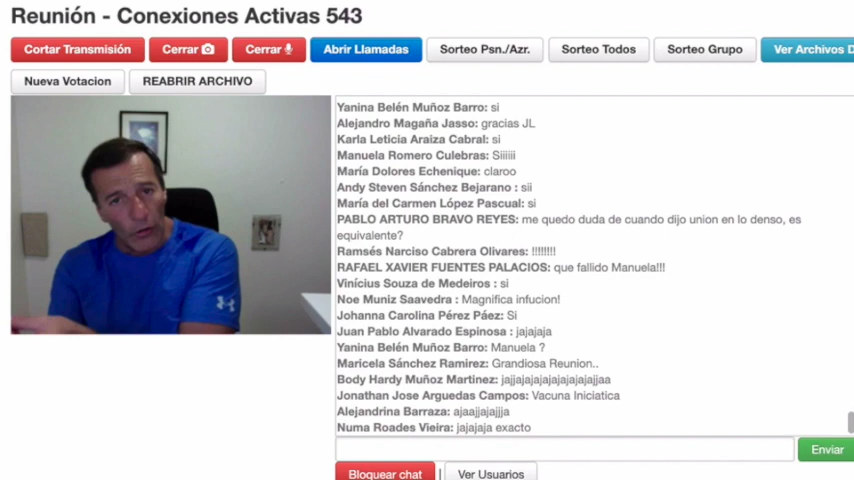 Reunión - Conexiones Activas 543
Cortar Transmisión Cerrar Cerrar Abrir Llamadas Sorteo Psn./Azr. Sorteo Todos Sorteo Grupo Ver Archivos D
Nueva Votacion REABRIR ARCHIVO
Yanina Belén Muñoz Barro: si
Alejandro Magaña Jasso: gracias JL
Karla Leticia Araiza Cabral: si
Manuela Romero Culebras: Siiiiii
María Dolores Echenique: claroo
Andy Steven Sánchez Bejarano : sii
María del Carmen López Pascual: si
PABLO ARTURO BRAVO REYES: me quedo duda de cuando dijo union en lo denso, es
equivalente?
Ramsés Narciso Cabrera Olivares: !!!!!!!!
RAFAEL XAVIER FUENTES PALACIOS: que fallido Manuela!!!
Vinícius Souza de Medeiros : si
Noe Muniz Saavedra : Magnifica infucion!
Johanna Carolina Pérez Páez: Si
Juan Pablo Alvarado Espinosa : jajajaja
Yanina Belén Muñoz Barro: Manuela ?
Maricela Sánchez Ramirez: Grandiosa Reunion..
Body Hardy Muñoz Martinez: jajjajajajajajajajajajjaa
Jonathan Jose Arguedas Campos: Vacuna Iniciatica
Alejandrina Barraza: ajaajjajajjja
Numa Roades Vieira: jajajaja exacto
Enviar
Bloquear chat | Ver Usuarios